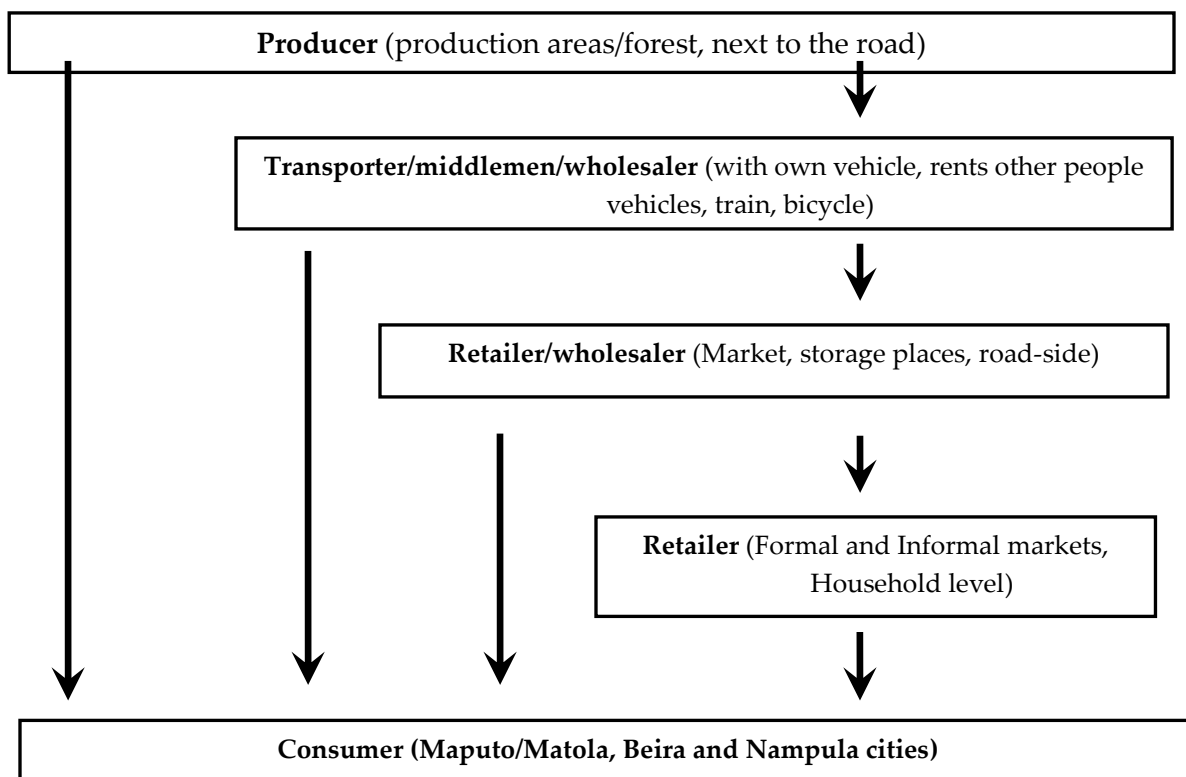 Producer (production areas/forest, next to the road)
Transporter/middlemen/wholesaler (with own vehicle, rents other people
vehicles, train, bicycle)
Retailer/wholesaler (Market, storage places, road-side)
Retailer (Formal and Informal markets,
Household level)
Consumer (Maputo/Matola, Beira and Nampula cities)